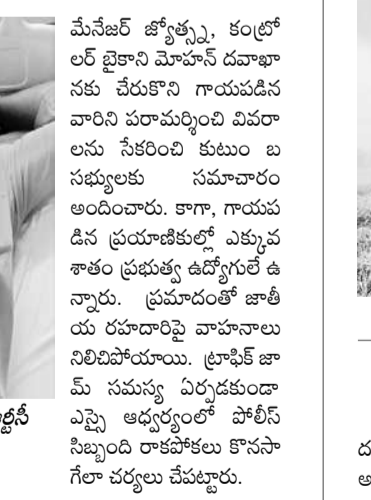 మేనేజర్ జ్యోత్స్న, కంట్రో
లర్ బైకాని మోహన్ దవాఖా
నకు చేరుకొని గాయపడిన
వారిని పరామర్శించి వివరా
లను సేకరించి కుటుం బ
సభ్యులకు సమాచారం
అందించారు. కాగా, గాయప
డిన ప్రయాణికుల్లో ఎక్కువ
శాతం ప్రభుత్వ ఉద్యోగులే ఉ
న్నారు. ప్రమాదంతో జాతీ
య రహదారిపై వాహనాలు
నిలిచిపోయాయి. ట్రాఫిక్ జా
మ్ సమస్య ఏర్పడకుండా
ఎస్సై ఆధ్వర్యంలో పోలీస్
సిబ్బంది రాకపోకలు కొనసా
గేలా చర్యలు చేపట్టారు.